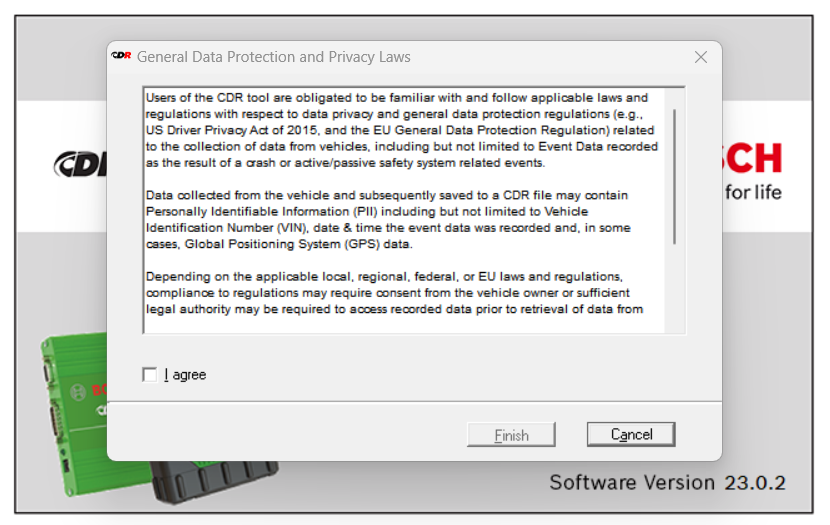 CDR General Data Protection and Privacy Laws
Users of the CDR tool are obligated to be familiar with and follow applicable laws and
regulations with respect to data privacy and general data protection regulations (e.g.,
US Driver Privacy Act of 2015, and the EU General Data Protection Regulation) related
to the collection of data from vehicles, including but not limited to Event Data recorded
as the result of a crash or active/passive safety system related events.
Data collected from the vehicle and subsequently saved to a CDR file may contain
Personally Identifiable Information (PII) including but not limited to Vehicle
Identification Number (VIN), date & time the event data was recorded and, in some
cases, Global Positioning System (GPS) data.
Depending on the applicable local, regional, federal, or EU laws and regulations,
compliance to regulations may require consent from the vehicle owner or sufficient
legal authority may be required to access recorded data prior to retrieval of data from
I agree
Finish
Cancel
CD
SCH
for life
Software Version 23.0.2